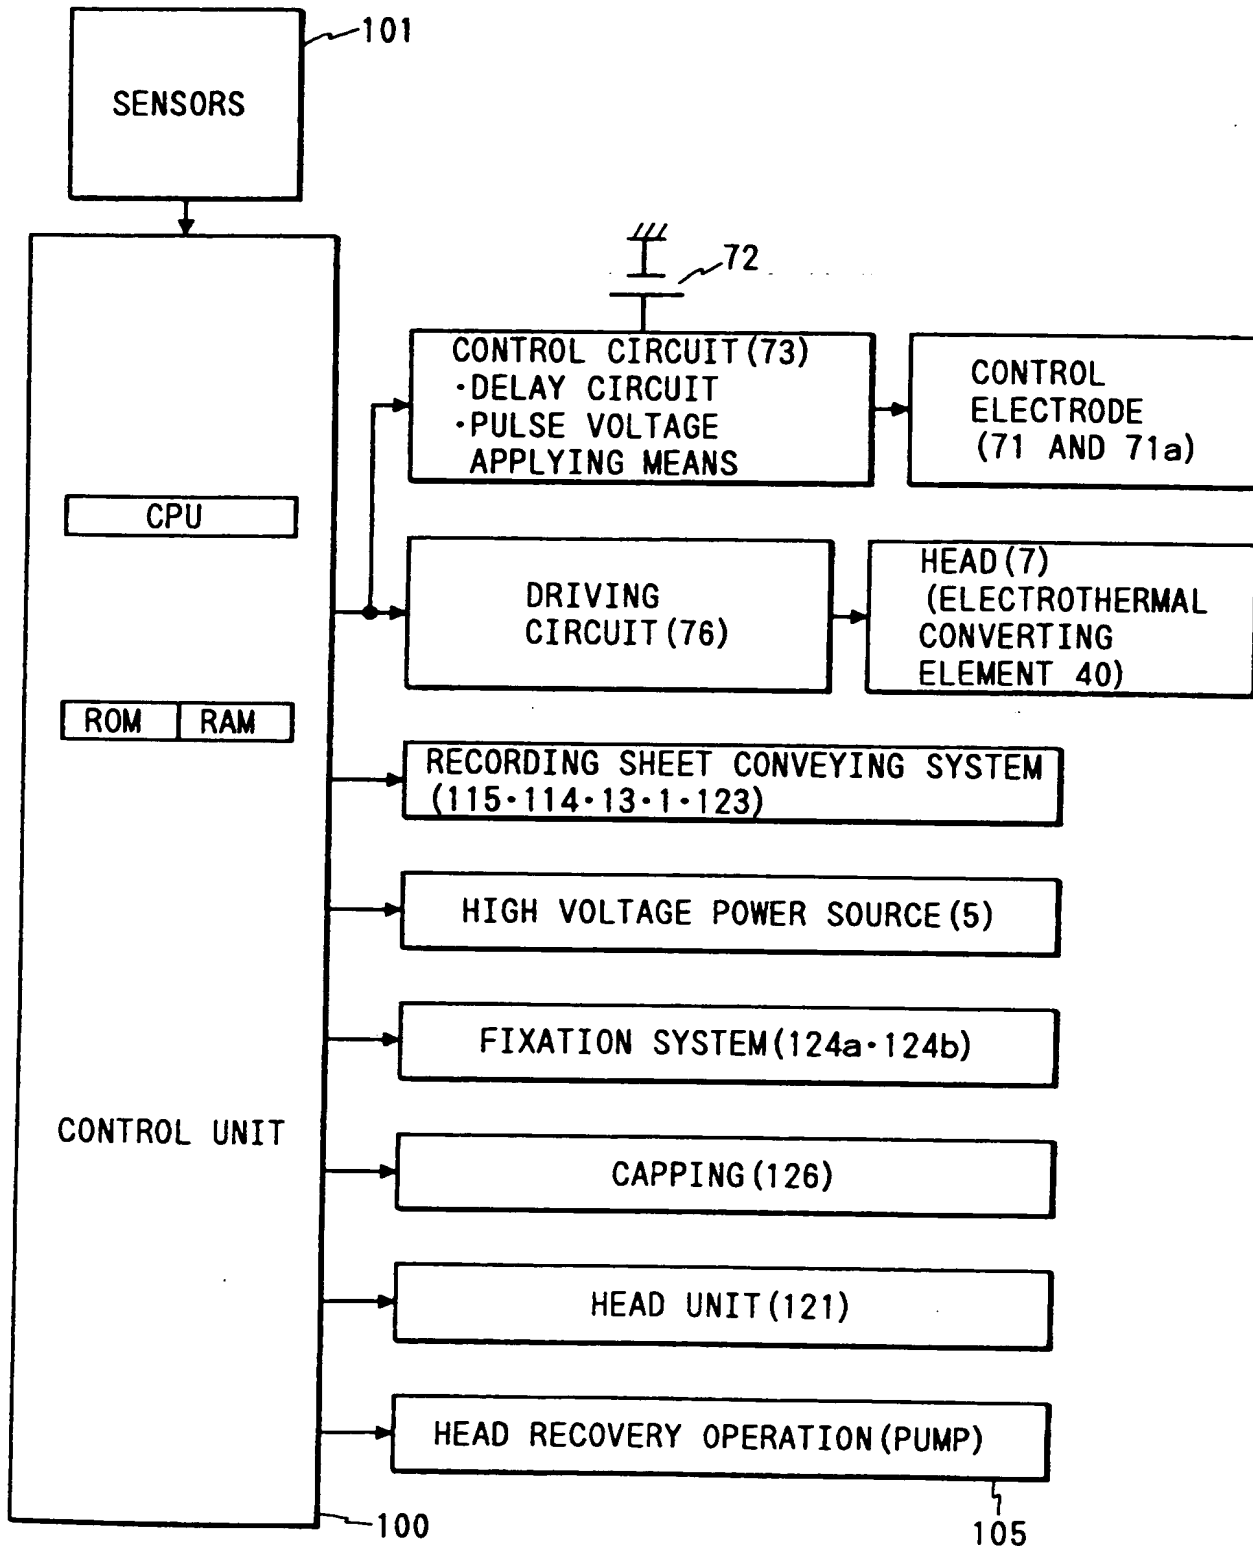 101
SENSORS
72
CONTROL CIRCUIT(73)
·DELAY CIRCUIT
·PULSE VOLTAGE
APPLYING MEANS
CONTROL
ELECTRODE
(71 AND 71a)
CPU
DRIVING
CIRCUIT(76)
HEAD(7)
(ELECTROTHERMAL
CONVERTING
ELEMENT 40)
ROM RAM
RECORDING SHEET CONVEYING SYSTEM
(115·114·13·1·123)
HIGH VOLTAGE POWER SOURCE(5)
FIXATION SYSTEM(124a·124b)
CONTROL UNIT
CAPPING(126)
HEAD UNIT(121)
HEAD RECOVERY OPERATION(PUMP)
100
105